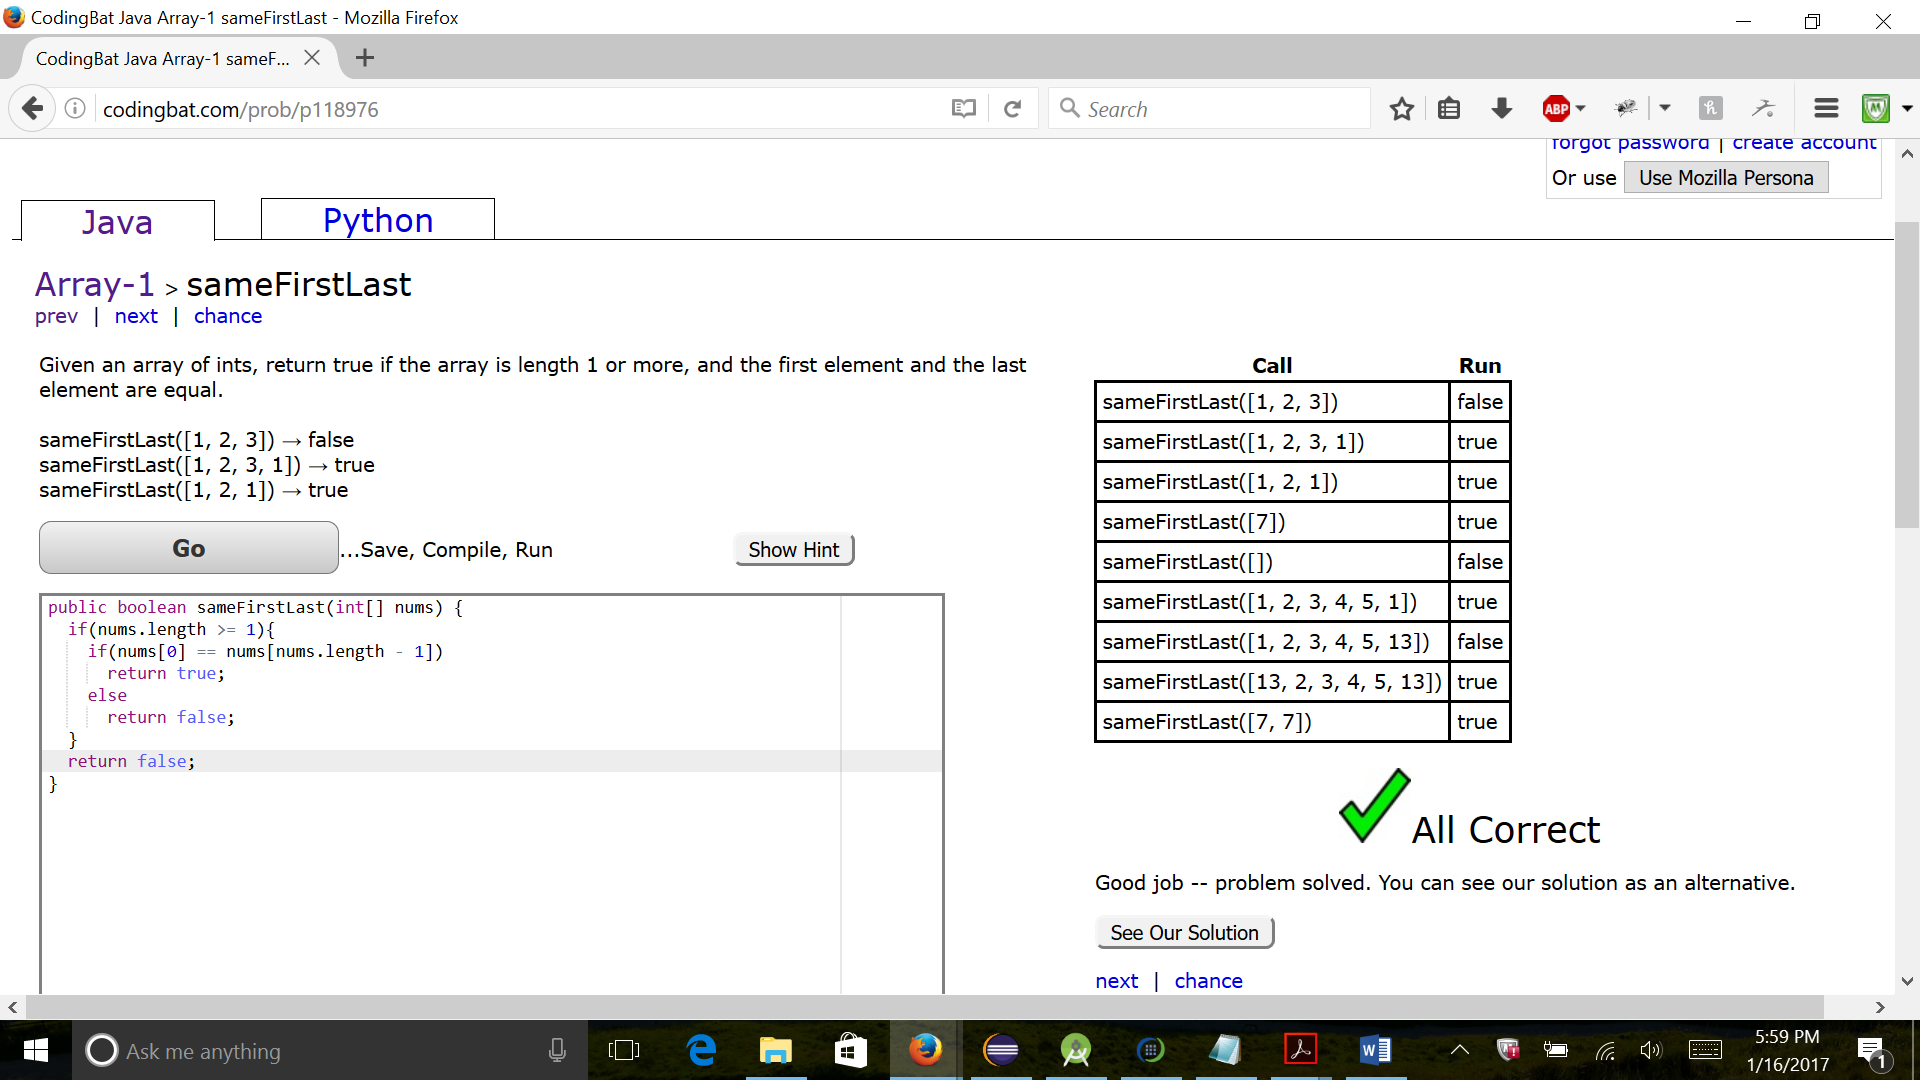 CodingBat Java Array-1 sameFirstLast - Mozilla Firefox
CodingBat Java Array-1 sameF...
codingbat.com/prob/p118976
Search
ABP
forgot password | create account
Or use Use Mozilla Persona
Java
Python
Array-1 > sameFirstLast
prev | next | chance
Given an array of ints, return true if the array is length 1 or more, and the first element and the last
element are equal.
sameFirstLast([1, 2, 3]) → false
sameFirstLast([1, 2, 3, 1]) → true
sameFirstLast([1, 2, 1]) → true
Go ...Save, Compile, Run Show Hint
public boolean sameFirstLast(int[] nums) {
if(nums.length >= 1){
if(nums[0] == nums[nums.length - 1])
return true;
else
return false;
}
return false;
}
Call Run
sameFirstLast([1, 2, 3]) false
sameFirstLast([1, 2, 3, 1]) true
sameFirstLast([1, 2, 1]) true
sameFirstLast([7]) true
sameFirstLast([]) false
sameFirstLast([1, 2, 3, 4, 5, 1]) true
sameFirstLast([1, 2, 3, 4, 5, 13]) false
sameFirstLast([13, 2, 3, 4, 5, 13]) true
sameFirstLast([7, 7]) true
All Correct
Good job -- problem solved. You can see our solution as an alternative.
See Our Solution
next | chance
Ask me anything
5:59 PM
1/16/2017
1